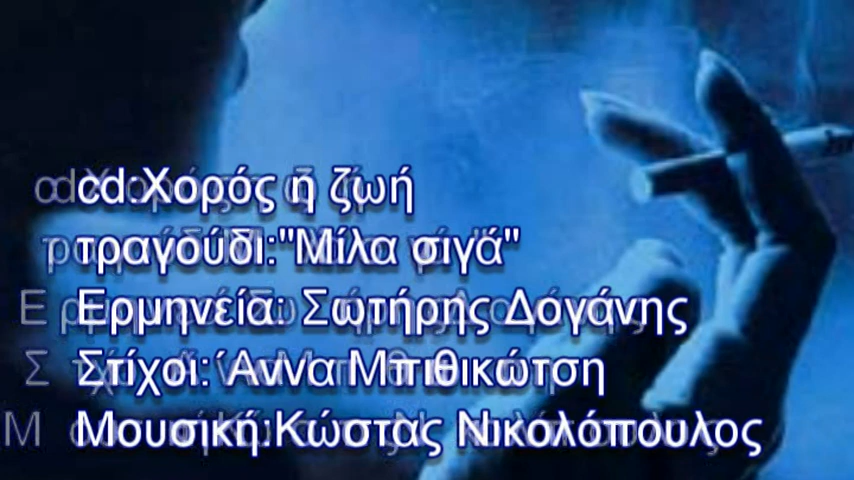 cd:Χορός η ζωή
τραγούδι:"Μίλα σιγά"
Ερμηνεία: Σωτήρης Δογάνης
Στίχοι: Άννα Μπιθικώτση
Μουσική:Κώστας Νικολόπουλος